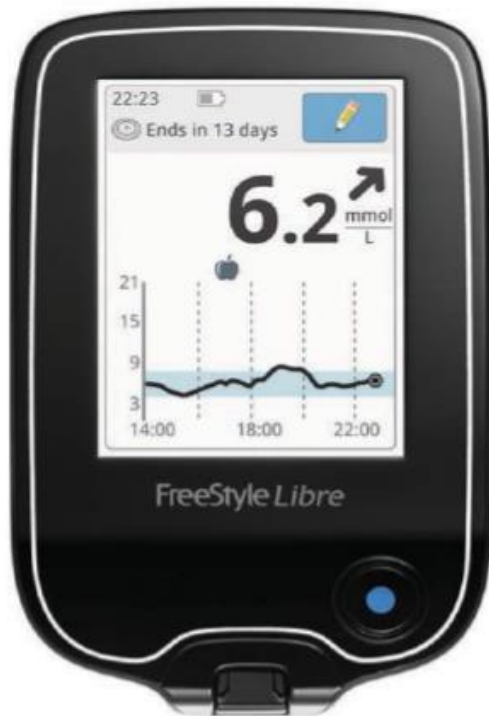 22:23
Ends in 13 days
6.2 mmol
L
21
15
9
3
14:00 18:00 22:00
FreeStyle Libre